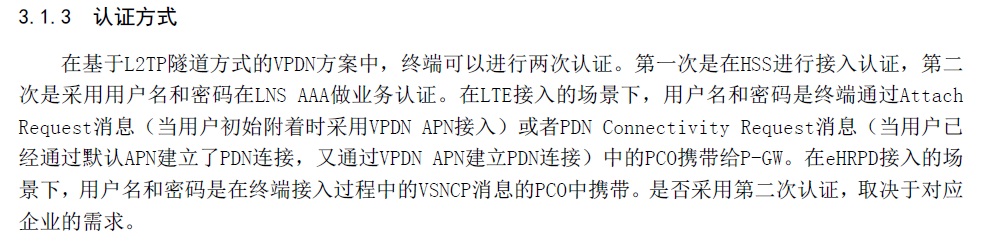 3.1.3 认证方式
在基于L2TP隧道方式的VPDN方案中，终端可以进行两次认证。第一次是在HSS进行接入认证，第二
次是采用用户名和密码在LNS AAA做业务认证。在LTE接入的场景下，用户名和密码是终端通过Attach
Request消息（当用户初始附着时采用VPDN APN接入）或者PDN Connectivity Request消息（当用户已
经通过默认APN建立了PDN连接，又通过VPDN APN建立PDN连接）中的PCO携带给P-GW。在eHRPD接入的场
景下，用户名和密码是在终端接入过程中的VSNCP消息的PCO中携带。是否采用第二次认证，取决于对应
企业的需求。